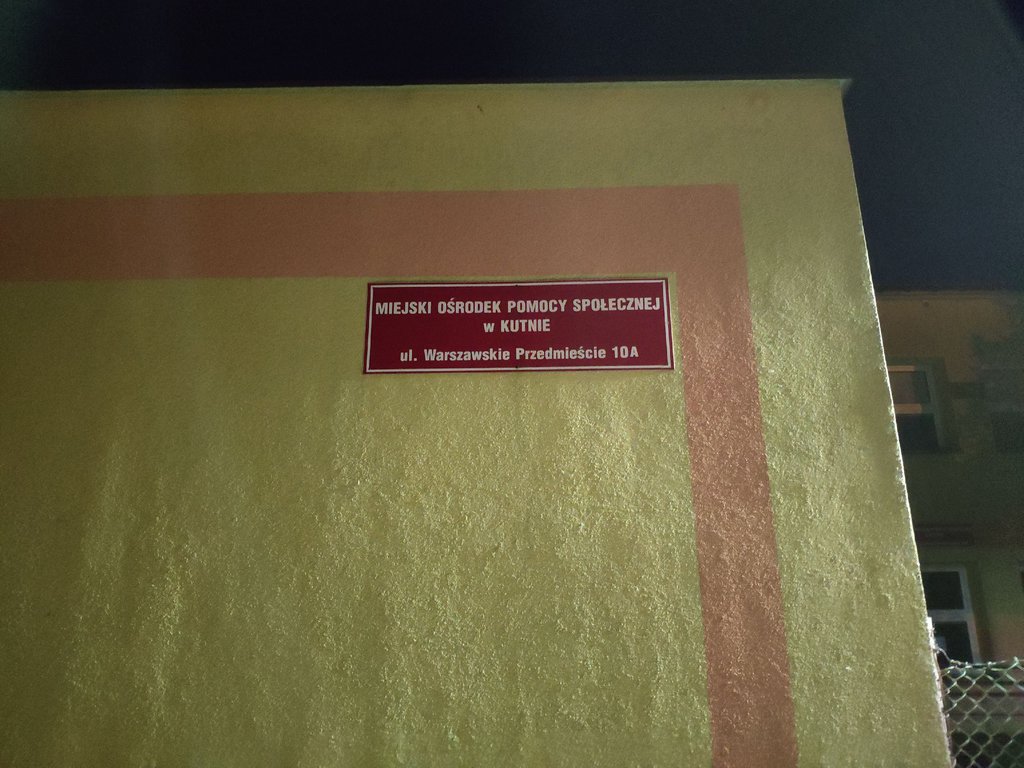 MIEJSKI OŚRODEK POMOCY SPOŁECZNEJ
w KUTNIE
ul. Warszawskie Przedmieście 10A